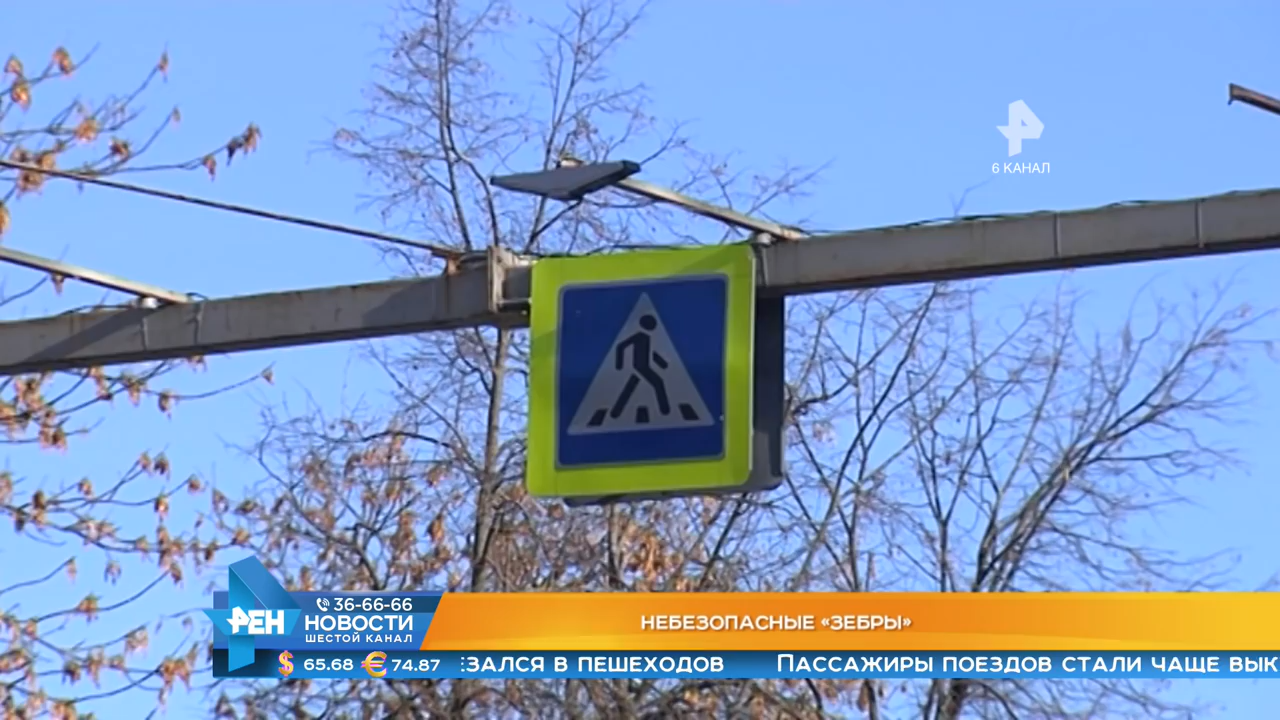 6 КАНАЛ
36-66-66
РЕН НОВОСТИ
ШЕСТОЙ КАНАЛ
НЕБЕЗОПАСНЫЕ «ЗЕБРЫ»
$ 65.68 € 74.87 ЗАЛСЯ В ПЕШЕХОДОВ ПАССАЖИРЫ ПОЕЗДОВ СТАЛИ ЧАЩЕ ВЫК